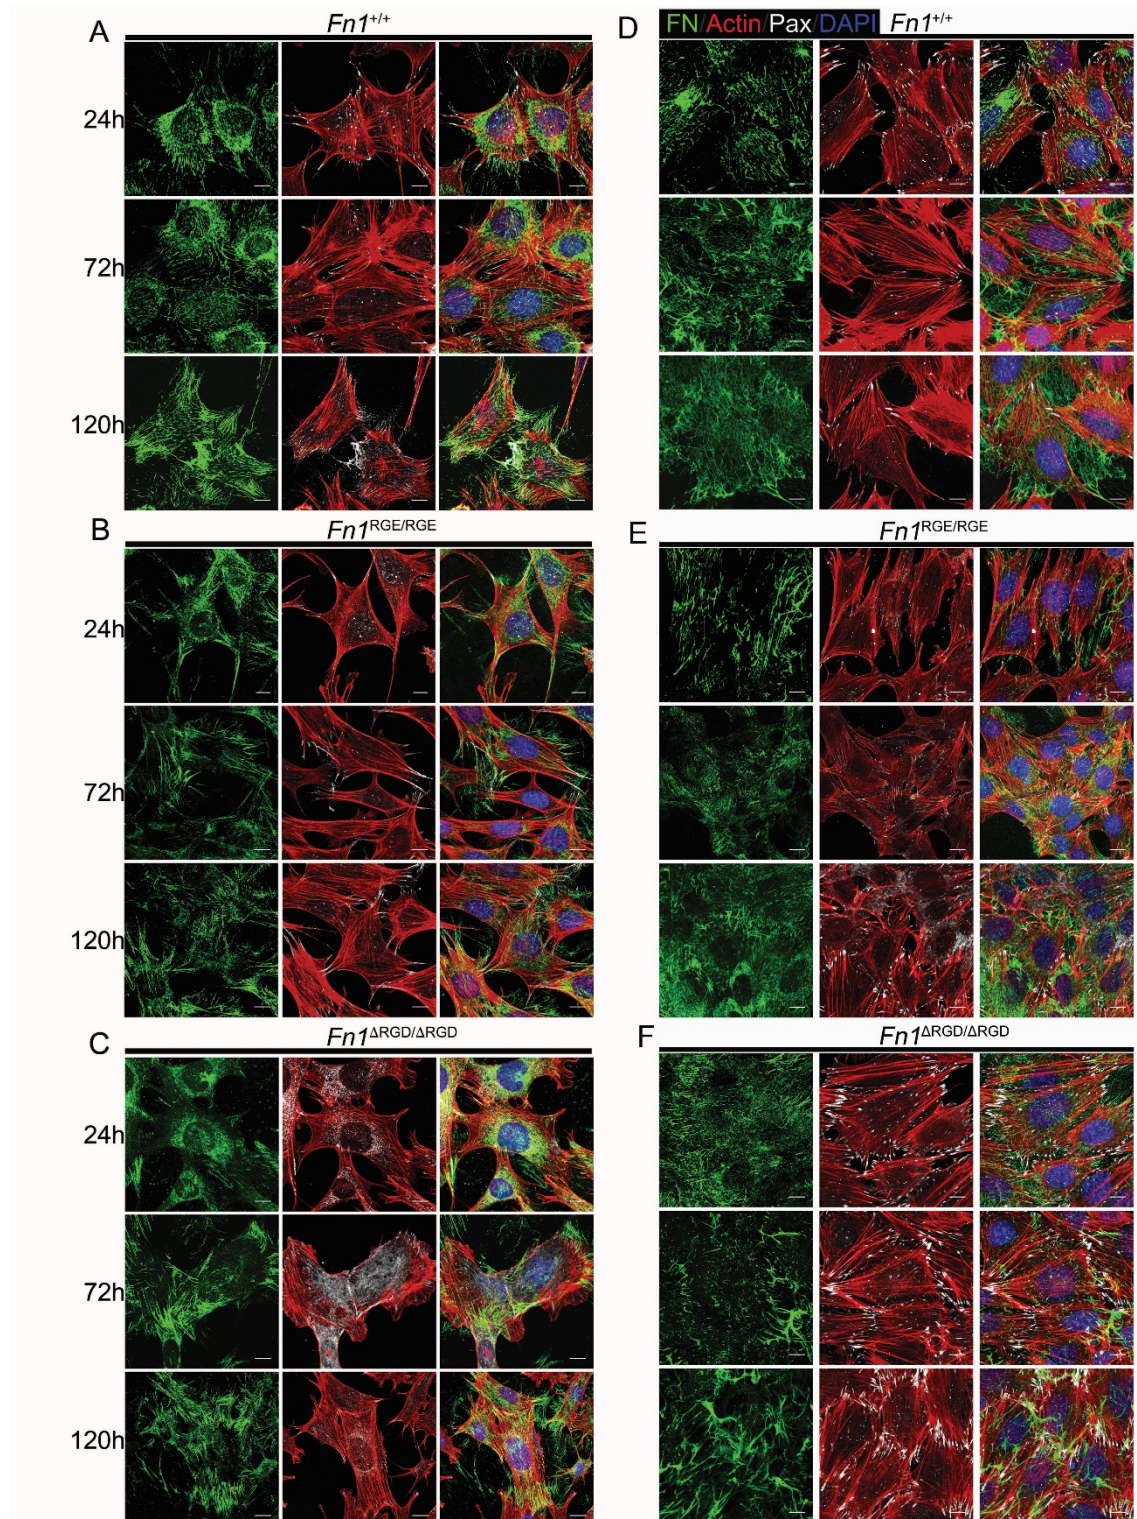 A
Fn1+/+
24h
72h
120h
B
Fn1RGE/RGE
24h
72h
120h
C
Fn1ΔRGD/ΔRGD
24h
72h
120h
D
FN/Actin/Pax/DAPI Fn1+/+
E
Fn1RGE/RGE
F
Fn1ΔRGD/ΔRGD